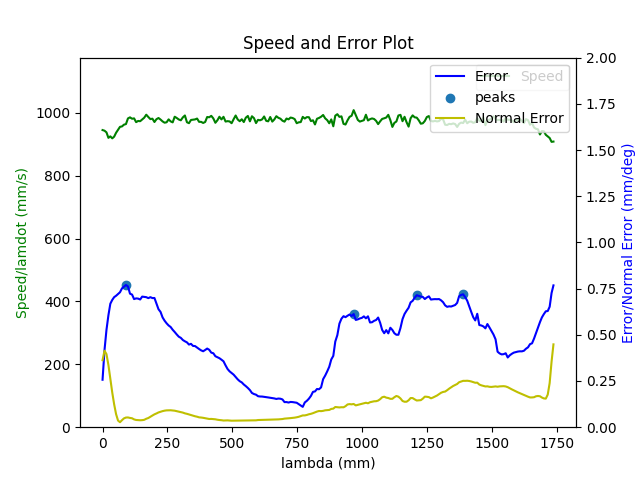 Speed and Error Plot
Speed/lamdot (mm/s)
1000
800
600
400
200
0
Error
peaks
Normal Error
Speed
2.00
1.75
1.50
1.25
1.00
0.75
0.50
0.25
0.00
Error/Normal Error (mm/deg)
0 250 500 750 1000 1250 1500 1750
lambda (mm)